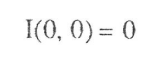 I(0, 0) = 0